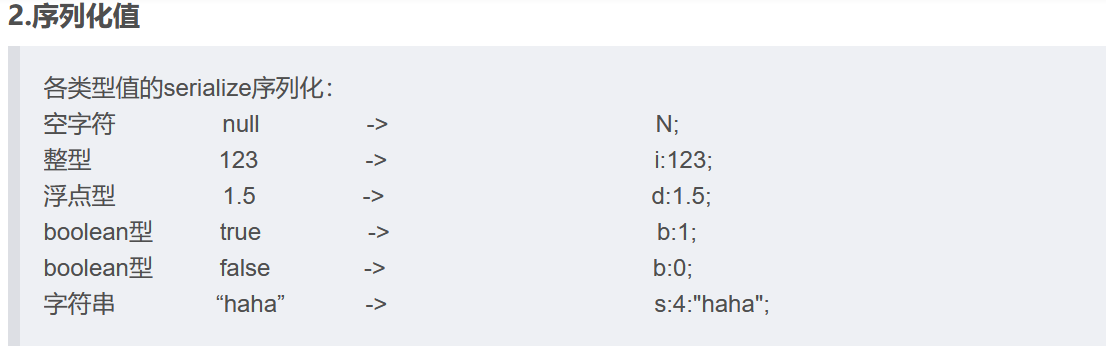 2.序列化值
各类型值的serialize序列化：
空字符 null -> N;
整型 123 -> i:123;
浮点型 1.5 -> d:1.5;
boolean型 true -> b:1;
boolean型 false -> b:0;
字符串 “haha” -> s:4:"haha";